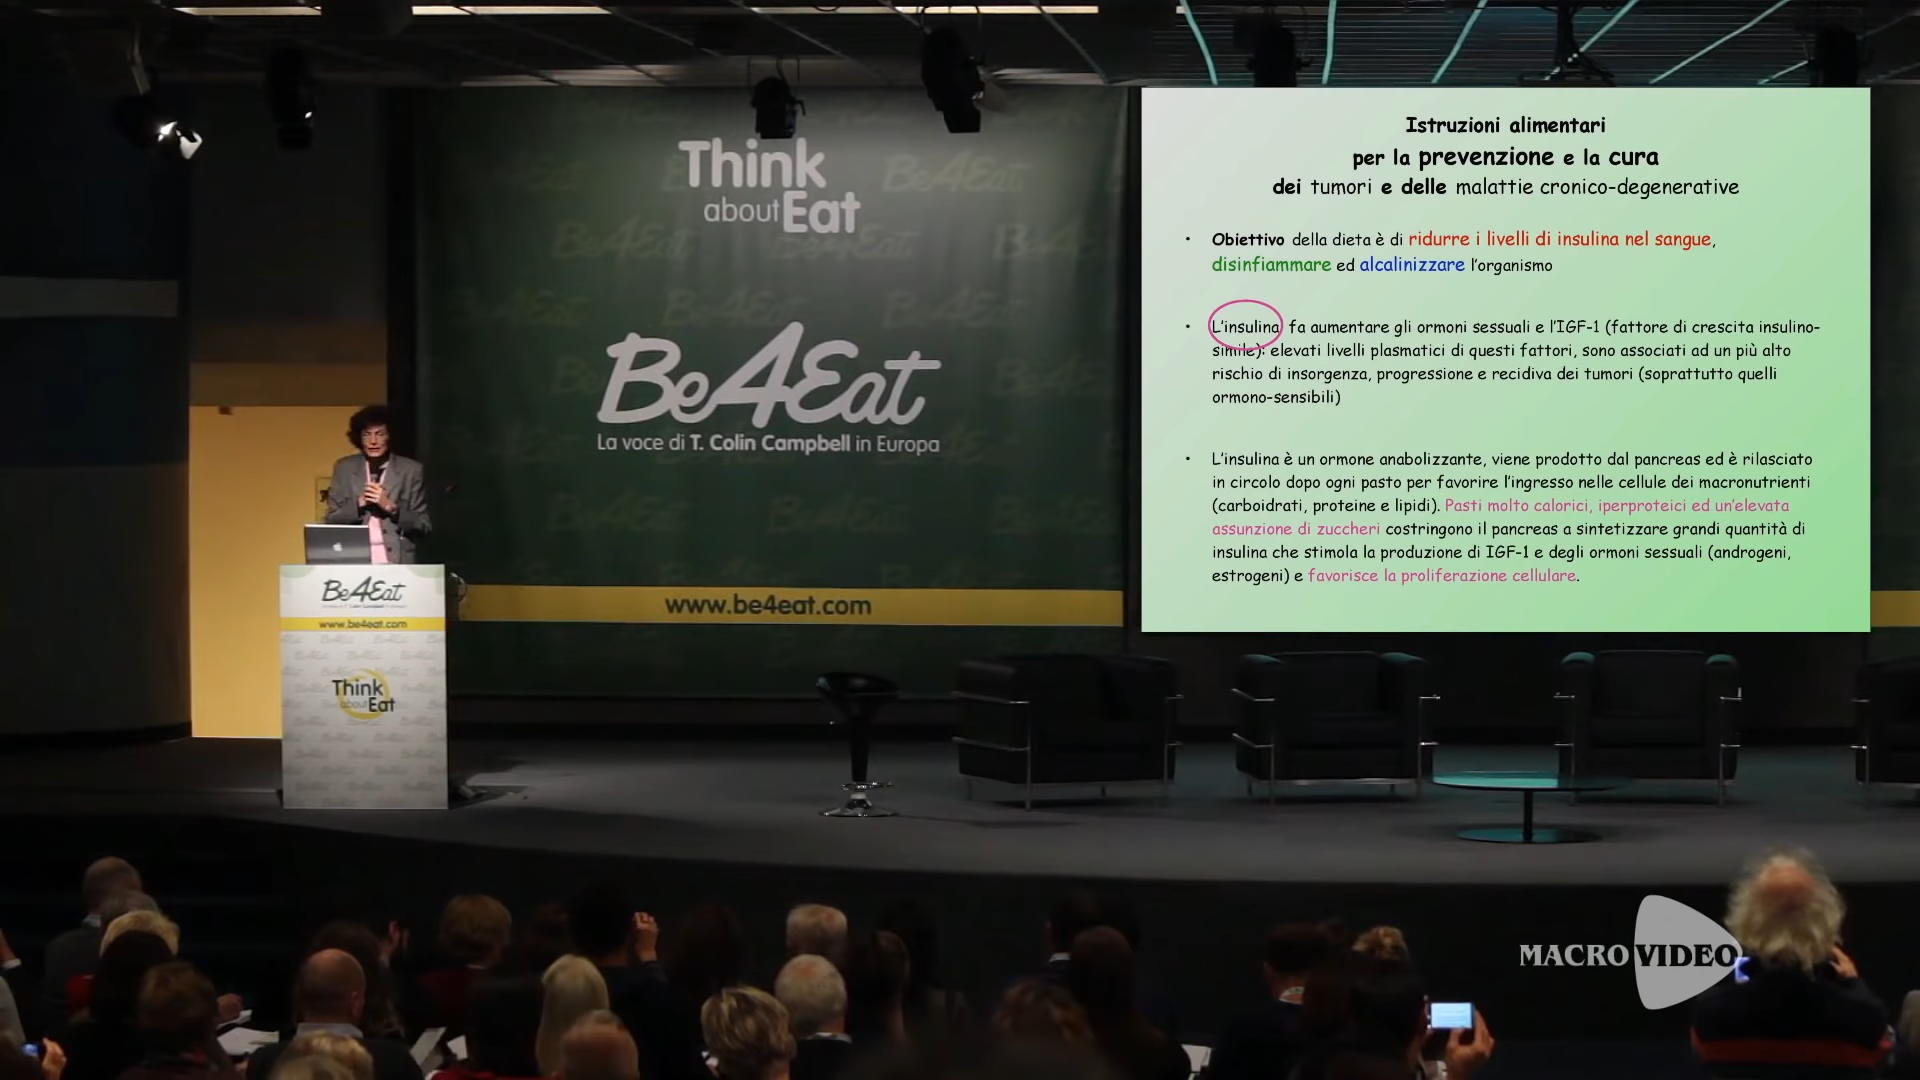 Think
about Eat
Be4Eat
La voce di T. Colin Campbell in Europa
www.be4eat.com
Istruzioni alimentari
per la prevenzione e la cura
dei tumori e delle malattie cronico-degenerative
• Obiettivo della dieta è di ridurre i livelli di insulina nel sangue,
disinfiammare ed alcalinizzare l'organismo
• L'insulina fa aumentare gli ormoni sessuali e l'IGF-1 (fattore di crescita insulino-
simile): elevati livelli plasmatici di questi fattori, sono associati ad un più alto
rischio di insorgenza, progressione e recidiva dei tumori (soprattutto quelli
ormono-sensibili)
• L'insulina è un ormone anabolizzante, viene prodotto dal pancreas ed è rilasciato
in circolo dopo ogni pasto per favorire l'ingresso nelle cellule dei macronutrienti
(carboidrati, proteine e lipidi). Pasti molto calorici, iperproteici ed un'elevata
assunzione di zuccheri costringono il pancreas a sintetizzare grandi quantità di
insulina che stimola la produzione di IGF-1 e degli ormoni sessuali (androgeni,
estrogeni) e favorisce la proliferazione cellulare.
Be4Eat
www.be4eat.com
Think
about Eat
MACRO VIDEO